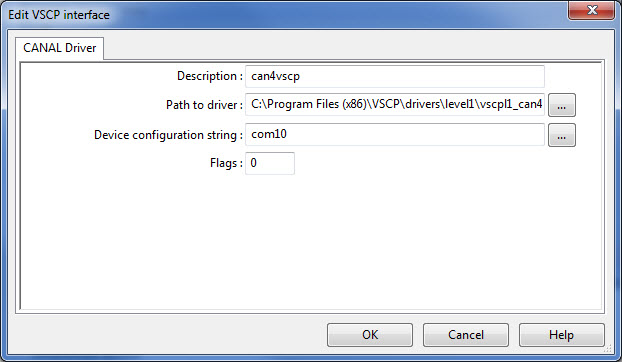 Edit VSCP interface
CANAL Driver
Description : can4vscp
Path to driver : C:\Program Files (x86)\VSCP\drivers\level1\vscpl1_can4 ...
Device configuration string : com10 ...
Flags : 0
OK Cancel Help